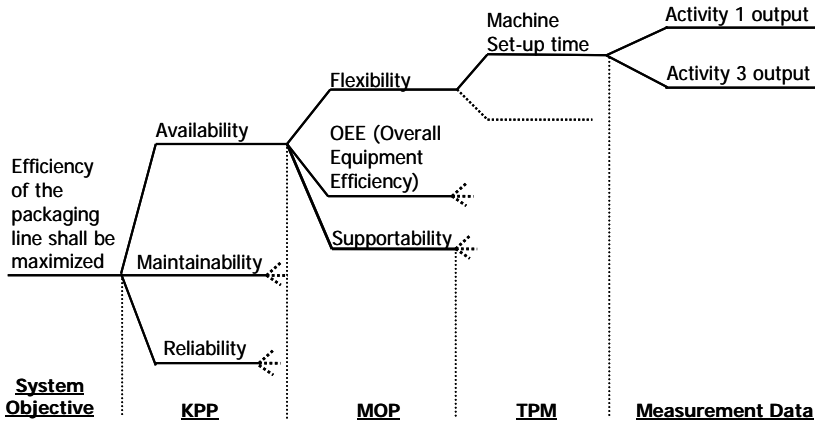 Machine
Set-up time
Activity 1 output
Activity 3 output
Flexibility
Availability
OEE (Overall
Equipment
Efficiency)
Efficiency
of the
packaging
line shall be
maximized
Supportability
Maintainability
Reliability
System
Objective
KPP
MOP
TPM
Measurement Data